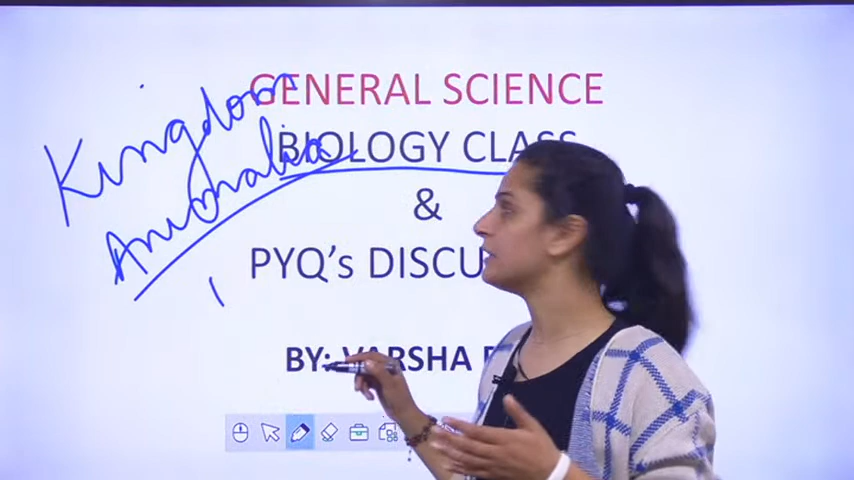 GENERAL SCIENCE
BIOLOGY CLASS
&
PYQ's DISCU
BY: VARSHA
Kingdom
Animalia